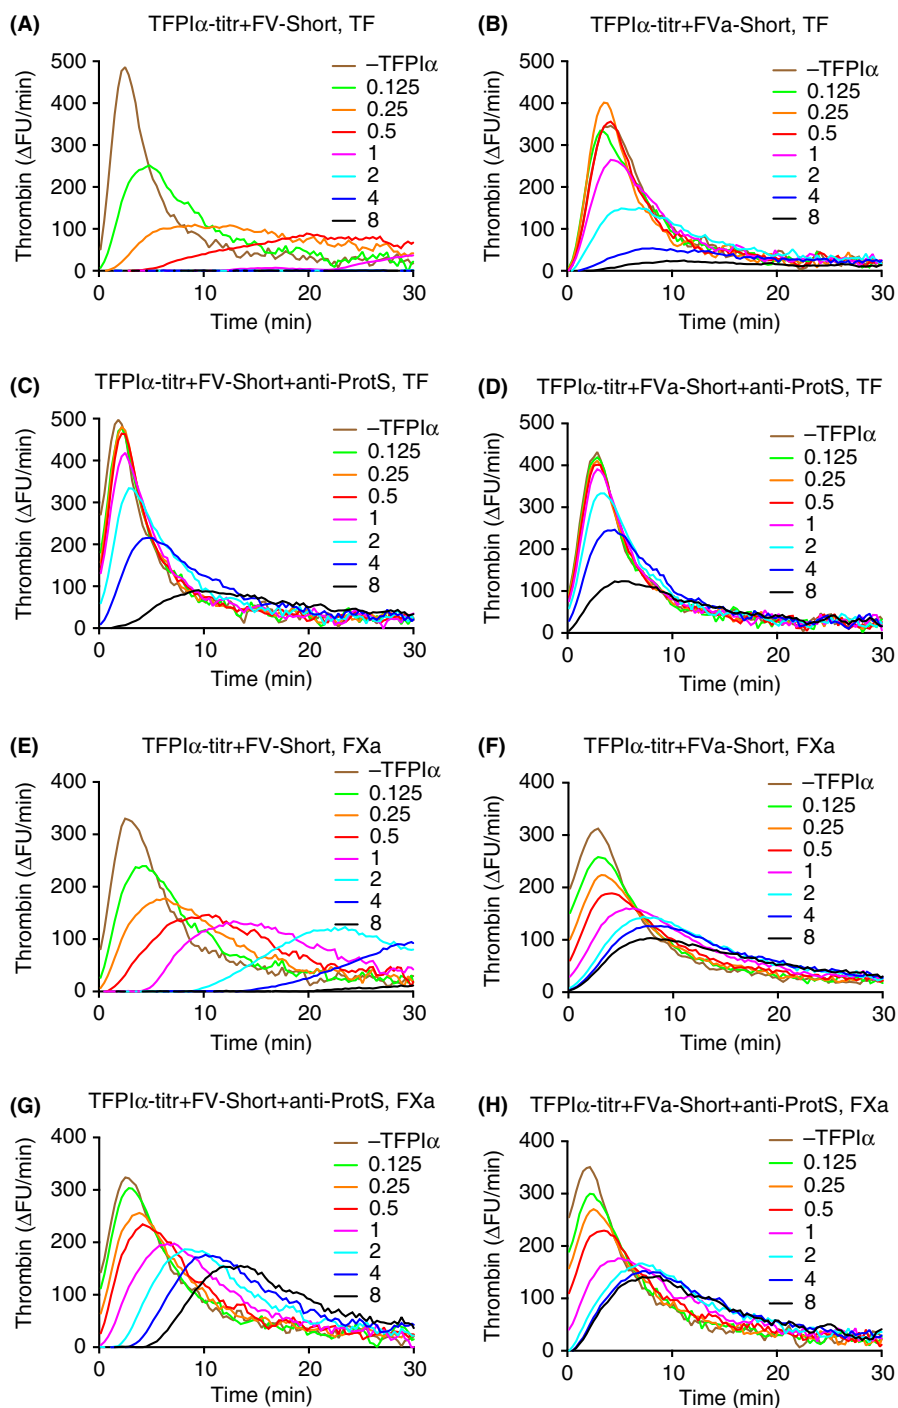 (A) TFPIα-titr+FV-Short, TF
Thrombin (ΔFU/min)
500
400
300
200
100
0
–TFPIα
0.125
0.25
0.5
1
2
4
8
0 10 20 30
Time (min)
(B) TFPIα-titr+FVa-Short, TF
Thrombin (ΔFU/min)
500
400
300
200
100
0
–TFPIα
0.125
0.25
0.5
1
2
4
8
0 10 20 30
Time (min)
(C) TFPIα-titr+FV-Short+anti-ProtS, TF
Thrombin (ΔFU/min)
500
400
300
200
100
0
–TFPIα
0.125
0.25
0.5
1
2
4
8
0 10 20 30
Time (min)
(D) TFPIα-titr+FVa-Short+anti-ProtS, TF
Thrombin (ΔFU/min)
500
400
300
200
100
0
–TFPIα
0.125
0.25
0.5
1
2
4
8
0 10 20 30
Time (min)
(E) TFPIα-titr+FV-Short, FXa
Thrombin (ΔFU/min)
400
300
200
100
0
–TFPIα
0.125
0.25
0.5
1
2
4
8
0 10 20 30
Time (min)
(F) TFPIα-titr+FVa-Short, FXa
Thrombin (ΔFU/min)
400
300
200
100
0
–TFPIα
0.125
0.25
0.5
1
2
4
8
0 10 20 30
Time (min)
(G) TFPIα-titr+FV-Short+anti-ProtS, FXa
Thrombin (ΔFU/min)
400
300
200
100
0
–TFPIα
0.125
0.25
0.5
1
2
4
8
0 10 20 30
Time (min)
(H) TFPIα-titr+FVa-Short+anti-ProtS, FXa
Thrombin (ΔFU/min)
400
300
200
100
0
–TFPIα
0.125
0.25
0.5
1
2
4
8
0 10 20 30
Time (min)